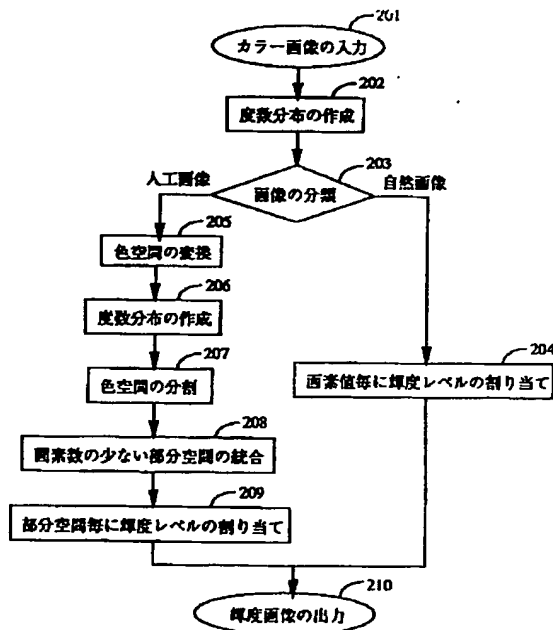 201
カラー画像の入力
202
度数分布の作成
203
画像の分類
人工画像
自然画像
205
色空間の変換
206
度数分布の作成
207
色空間の分割
204
画素値毎に輝度レベルの割り当て
208
画素数の少ない部分空間の統合
209
部分空間毎に輝度レベルの割り当て
210
輝度画像の出力